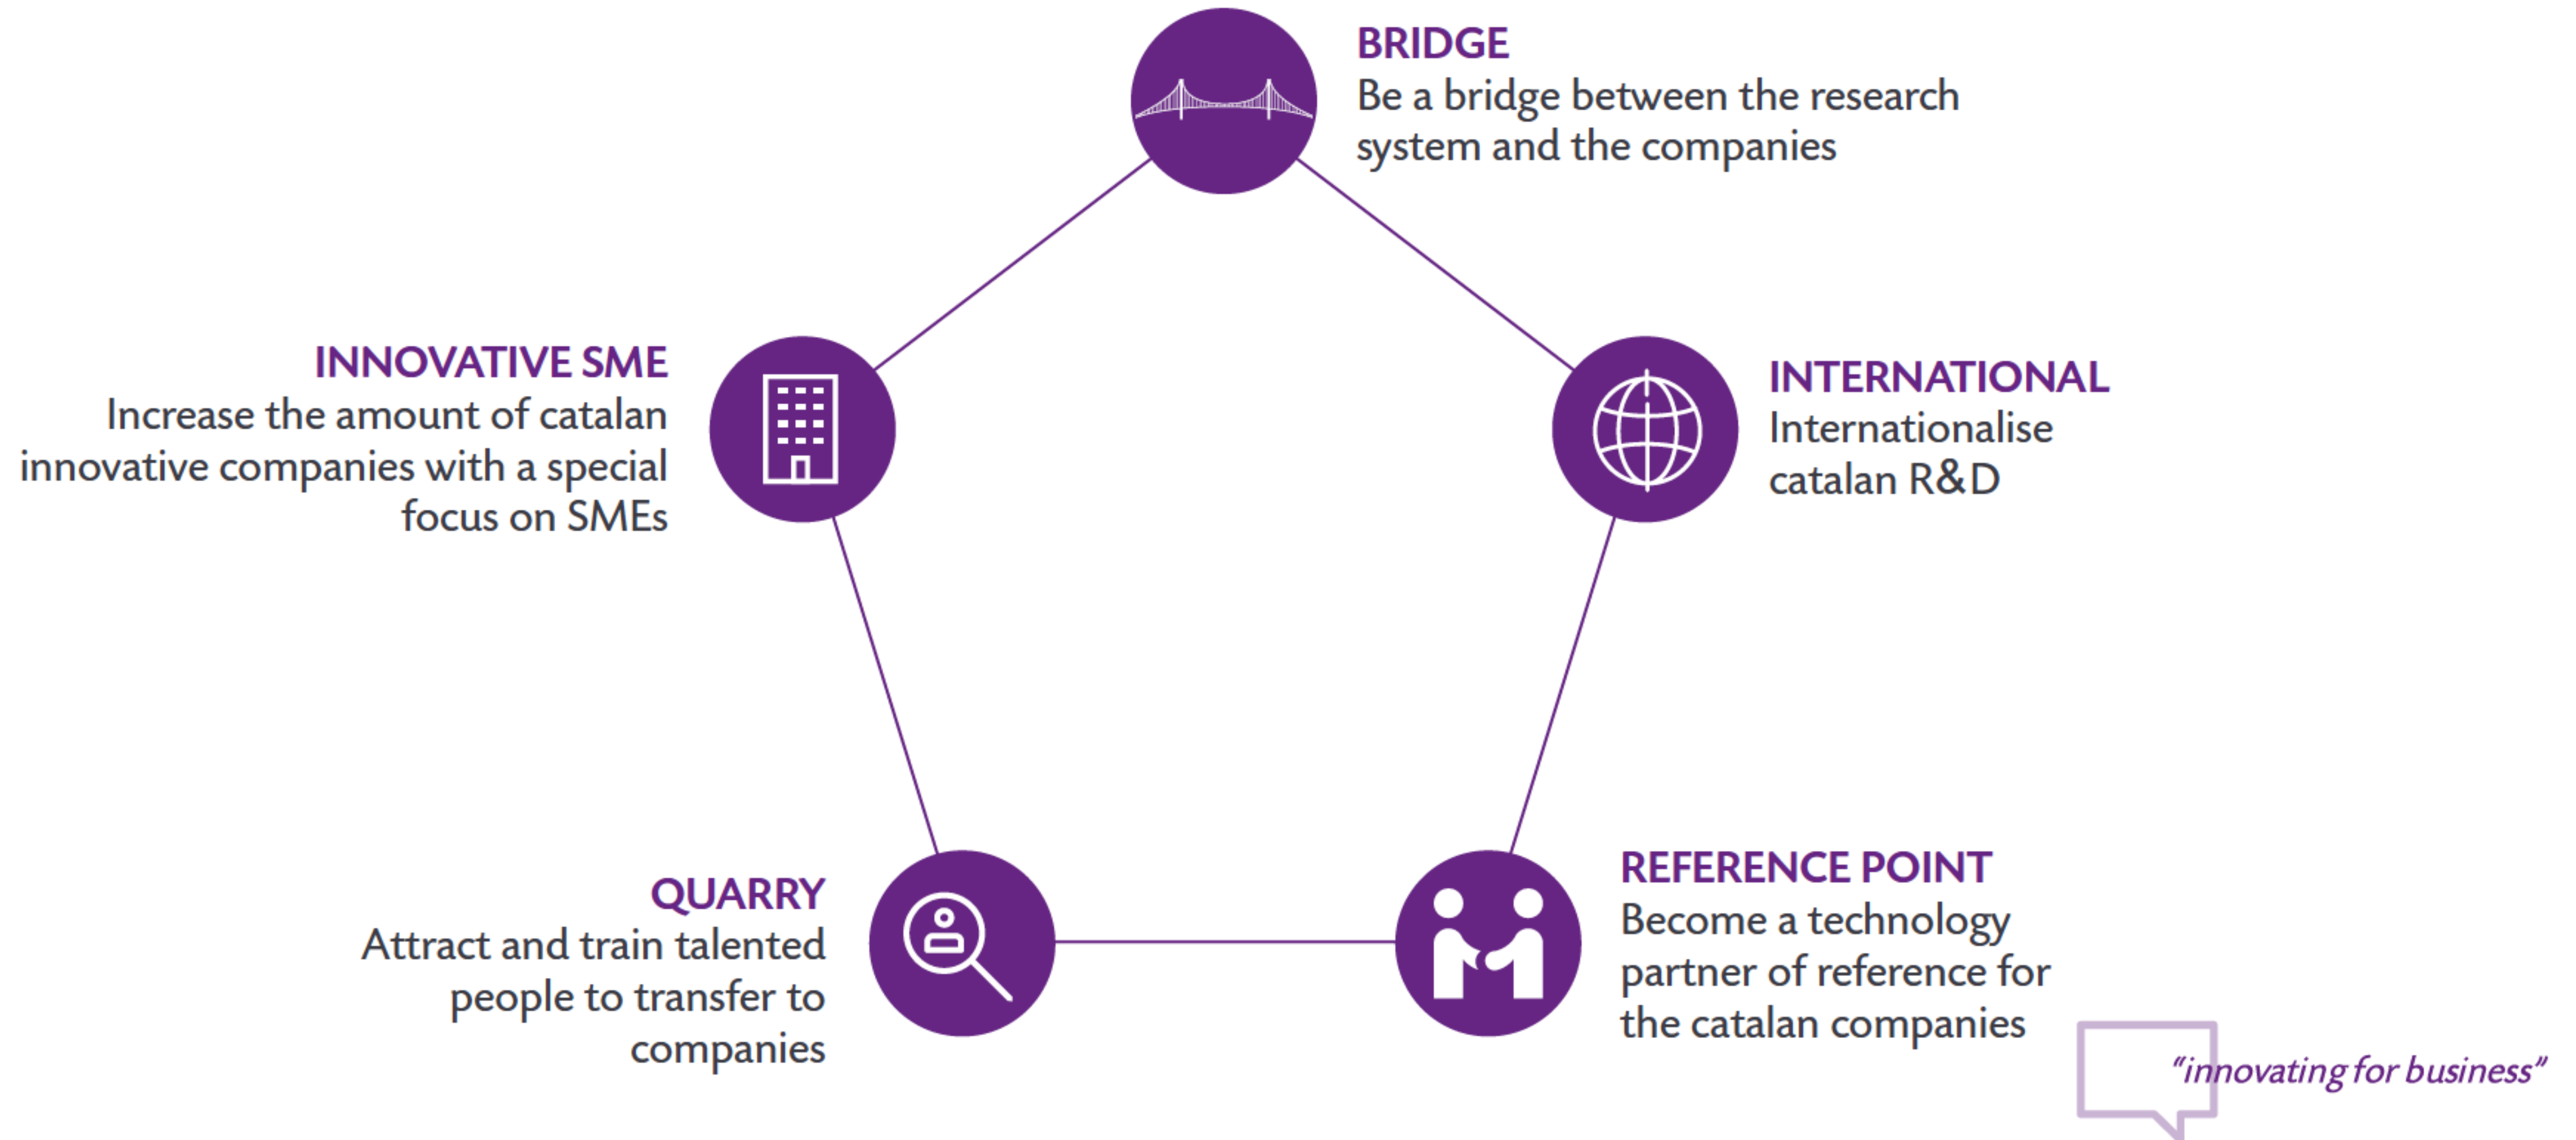 BRIDGE
Be a bridge between the research
system and the companies
INNOVATIVE SME
Increase the amount of catalan
innovative companies with a special
focus on SMEs
INTERNATIONAL
Internationalise
catalan R&D
QUARRY
Attract and train talented
people to transfer to
companies
REFERENCE POINT
Become a technology
partner of reference for
the catalan companies
“innovating for business”